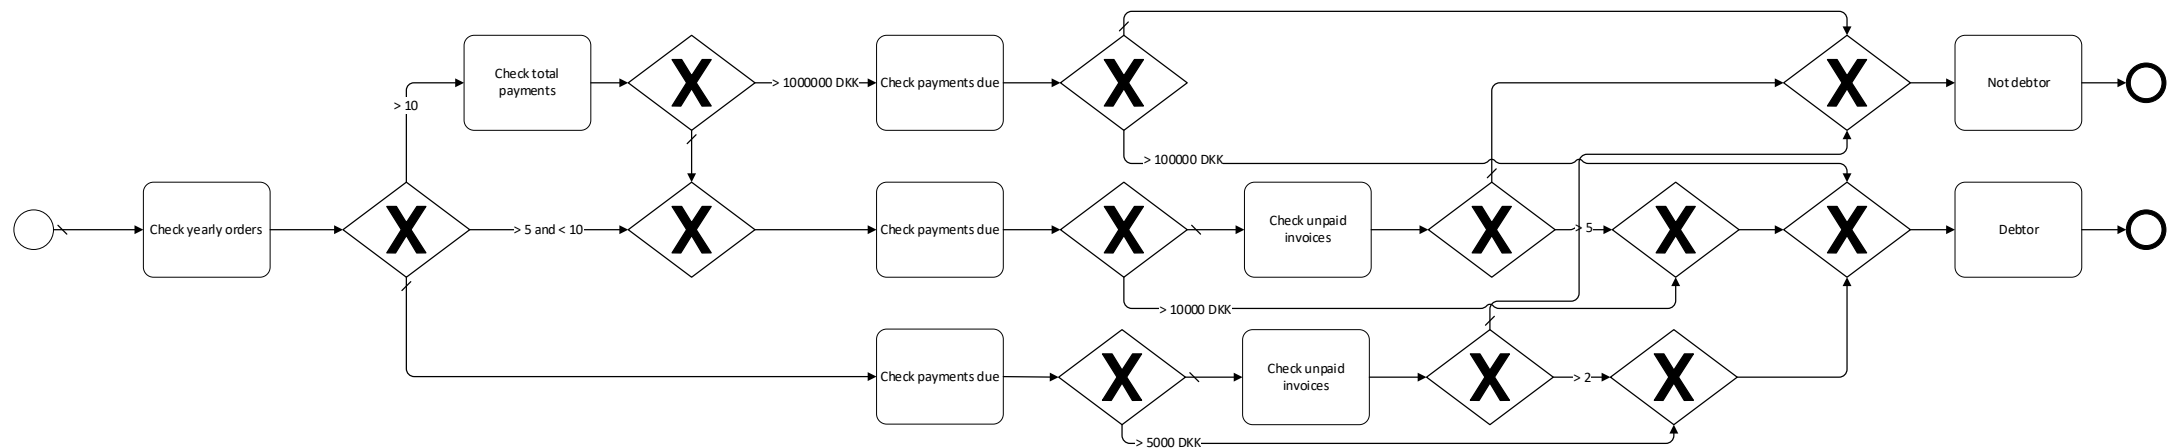 Check total
payments
> 1000000 DKK
Check payments due
Not debtor
> 10
> 100000 DKK
Check yearly orders
> 5 and < 10
Check payments due
Check unpaid
invoices
> 5
Debtor
> 10000 DKK
Check payments due
Check unpaid
invoices
> 2
> 5000 DKK